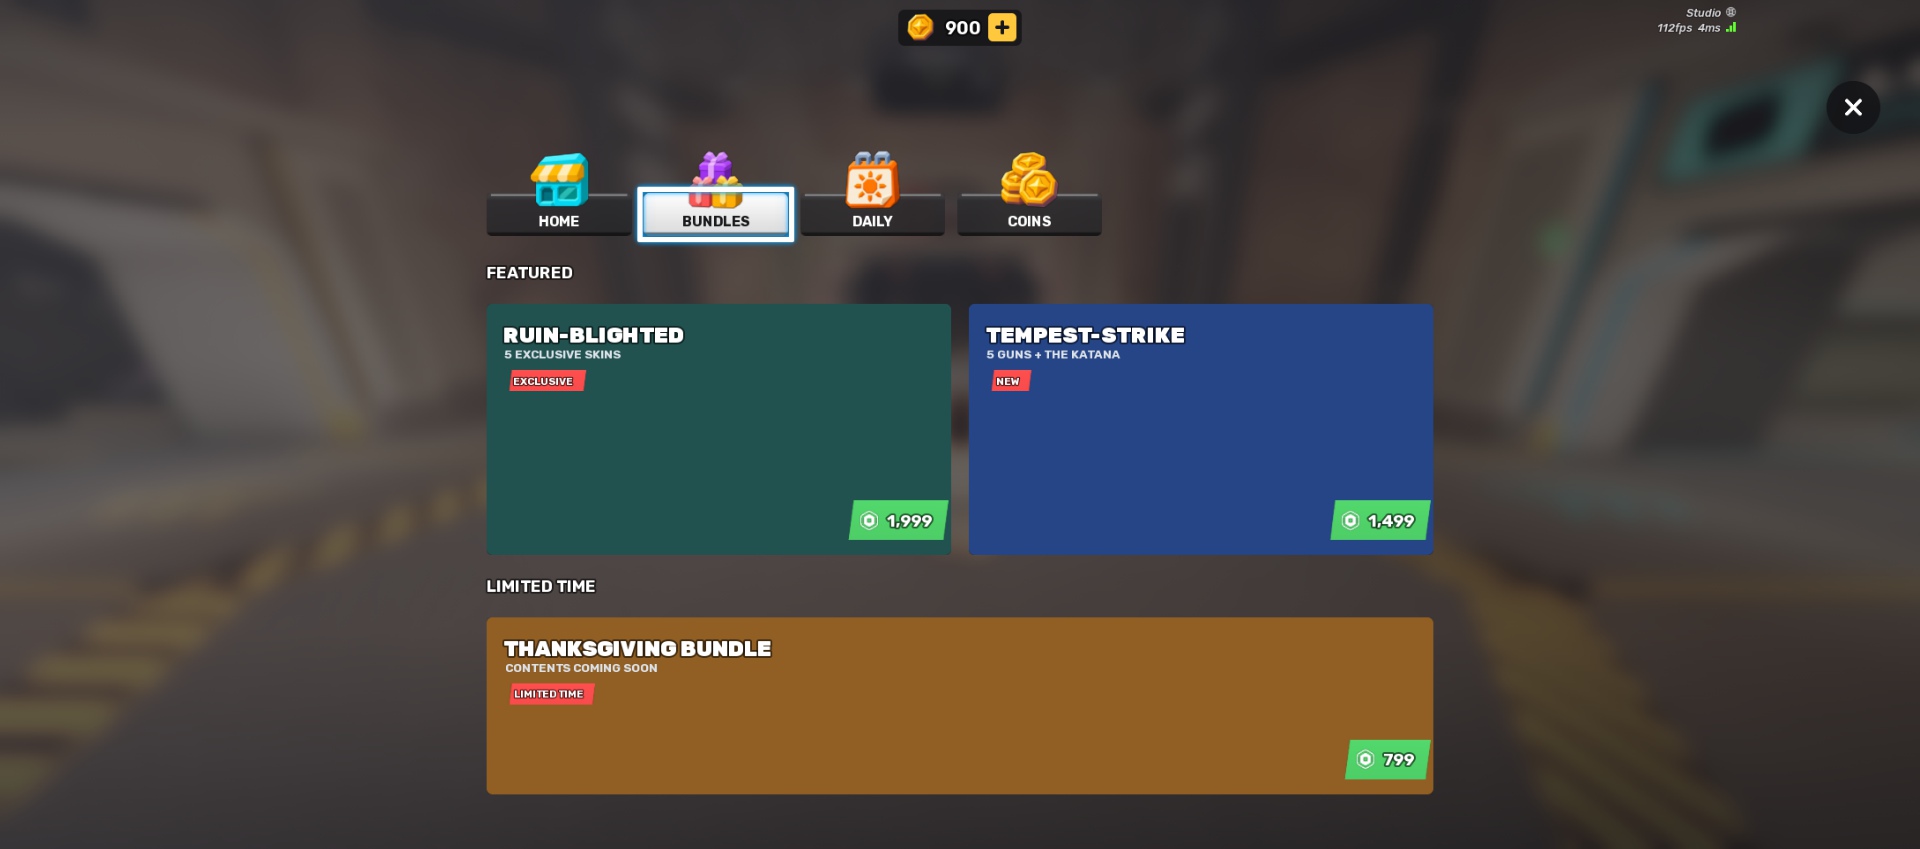 900
Studio
112fps 4ms
HOME
BUNDLES
DAILY
COINS
FEATURED
RUIN-BLIGHTED
5 EXCLUSIVE SKINS
EXCLUSIVE
1,999
TEMPEST-STRIKE
5 GUNS + THE KATANA
NEW
1,499
LIMITED TIME
THANKSGIVING BUNDLE
CONTENTS COMING SOON
LIMITED TIME
799